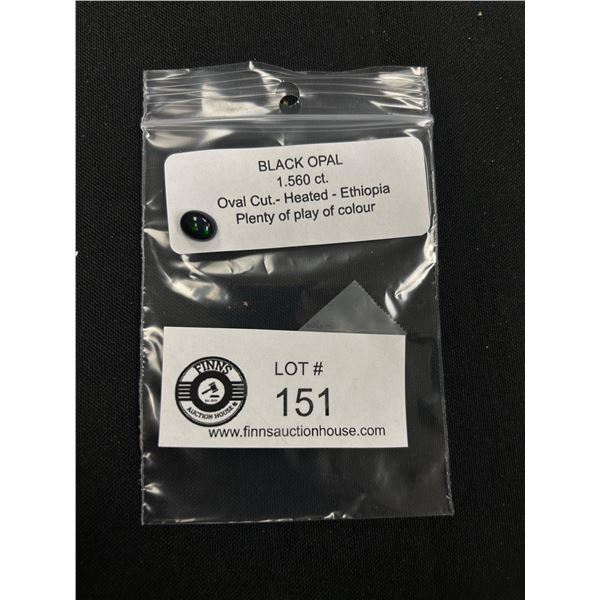 BLACK OPAL
1.560 ct.
Oval Cut.- Heated - Ethiopia
Plenty of play of colour
FINNS
AUCTION HOUSE
LOT #
151
www.finnsauctionhouse.com